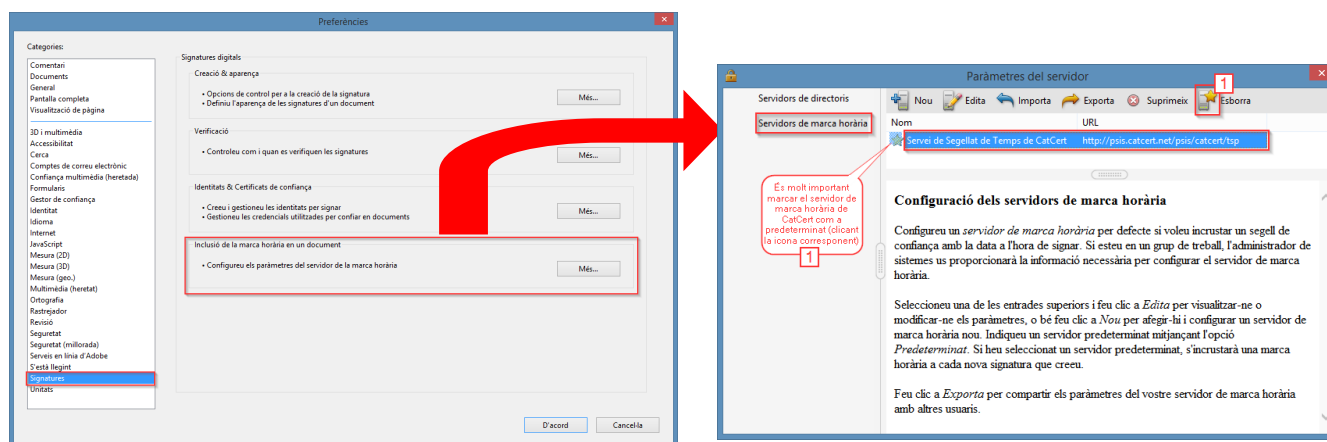 Preferències
Categories:
Comentari
Documents
General
Pantalla completa
Visualització de pàgina
3D i multimèdia
Accessibilitat
Cerca
Comptes de correu electrònic
Confiança multimèdia (heretada)
Formularis
Gestor de confiança
Identitat
Idioma
Internet
JavaScript
Mesura (2D)
Mesura (3D)
Mesura (geo.)
Multimèdia (heretat)
Ortografia
Rastrejador
Revisió
Seguretat
Seguretat (millorada)
Serveis en línia d'Adobe
S'està llegint
Signatures
Unitats
Signatures digitals
Creació & aparença
• Opcions de control per a la creació de la signatura
• Definiu l'aparença de les signatures d'un document
Més...
Verificació
• Controleu com i quan es verifiquen les signatures
Més...
Identitats & Certificats de confiança
• Creeu i gestioneu les identitats per signar
• Gestioneu les credencials utilitzades per confiar en documents
Més...
Inclusió de la marca horària en un document
• Configureu els paràmetres del servidor de la marca horària
Més...
D'acord
Cancel·la
Paràmetres del servidor
Servidors de directoris
Servidors de marca horària
Nou Edita Importa Exporta Suprimeix Esborra
1
Nom URL
Servei de Segellat de Temps de CatCert http://psis.catcert.net/psis/catcert/tsp
És molt important
marcar el servidor de
marca horària de
CatCert com a
predeterminat (clicant
la icona corresponent)
1
Configuració dels servidors de marca horària
Configureu un servidor de marca horària per defecte si voleu incrustar un segell de
confiança amb la data a l'hora de signar. Si esteu en un grup de treball, l'administrador de
sistemes us proporcionarà la informació necessària per configurar el servidor de marca
horària.
Seleccioneu una de les entrades superiors i feu clic a Edita per visualitzar-ne o
modificar-ne els paràmetres, o bé feu clic a Nou per afegir-hi i configurar un servidor de
marca horària nou. Indiqueu un servidor predeterminat mitjançant l'opció
Predeterminat. Si heu seleccionat un servidor predeterminat, s'incrustarà una marca
horària a cada nova signatura que creeu.
Feu clic a Exporta per compartir els paràmetres del vostre servidor de marca horària
amb altres usuaris.